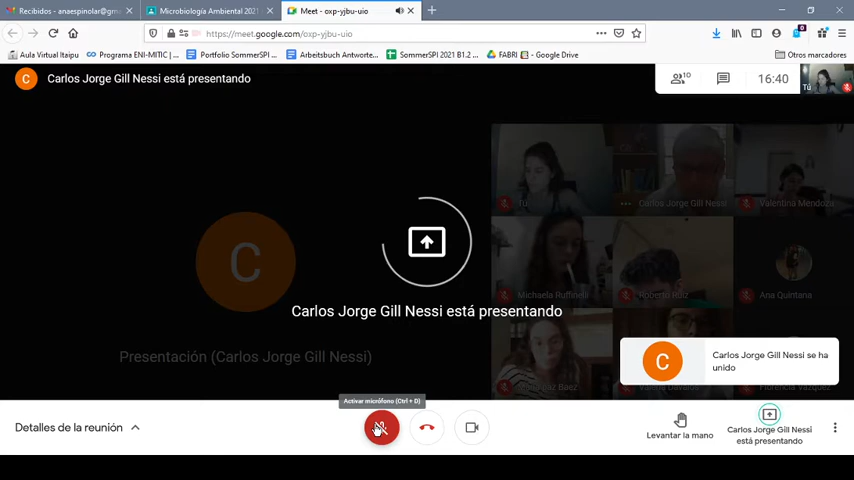 Recibidos - anaespinolar@gm
Microbiología Ambiental 2021
Meet - oxp-yjbu-uio
https://meet.google.com/oxp-yjbu-uio
Aula Virtual Itaipu
Programa ENI-MITIC | Po
Portfolio SommerSPI
Arbeitsbuch Antworte...
SommerSPI 2021 B1.2 ...
FABRI - Google Drive
Otros marcadores
Carlos Jorge Gill Nessi está presentando
10
16:40
Tú
Tú
Carlos Jorge Gill Nessi
Valentina Mendoza
C
Michaela Ruffinelli
Roberto Ruiz
Ana Quintana
Carlos Jorge Gill Nessi está presentando
Presentación (Carlos Jorge Gill Nessi)
C
Carlos Jorge Gill Nessi se ha
unido
Baez
Davalos
Florencia Vazquez
Activar micrófono (Ctrl + D)
Detalles de la reunión
Levantar la mano
Carlos Jorge Gill Nessi
está presentando